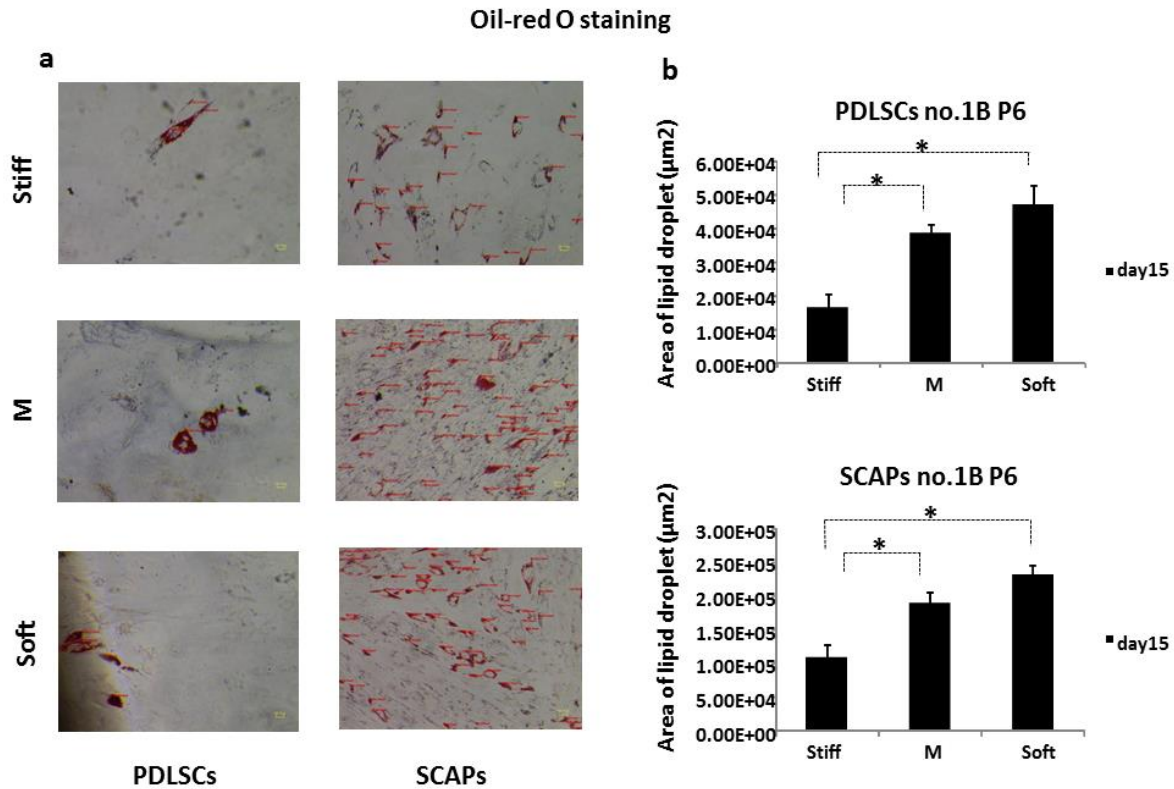 Oil-red O staining
a
Stiff
M
Soft
PDLSCs
SCAPs
b
PDLSCs no.1B P6
Area of lipid droplet (µm2)
6.00E+04
5.00E+04
4.00E+04
3.00E+04
2.00E+04
1.00E+04
0.00E+00
*
*
Stiff M Soft
day15
SCAPs no.1B P6
Area of lipid droplet (µm2)
3.00E+05
2.50E+05
2.00E+05
1.50E+05
1.00E+05
5.00E+04
0.00E+00
*
*
Stiff M Soft
day15